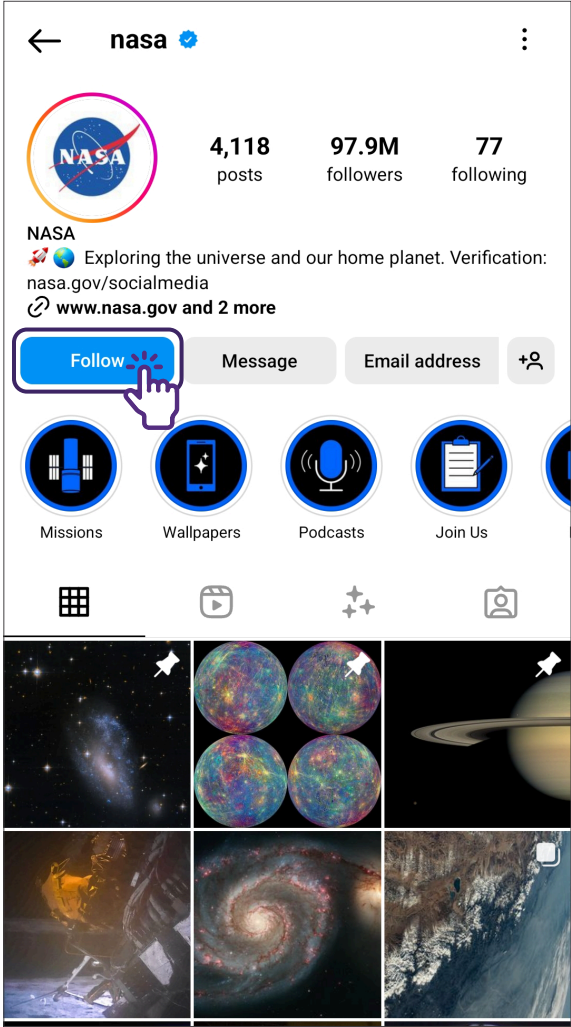 nasa
NASA
4,118 97.9M 77
posts followers following
NASA
Exploring the universe and our home planet. Verification:
nasa.gov/socialmedia
www.nasa.gov and 2 more
Follow Message Email address
Missions Wallpapers Podcasts Join Us